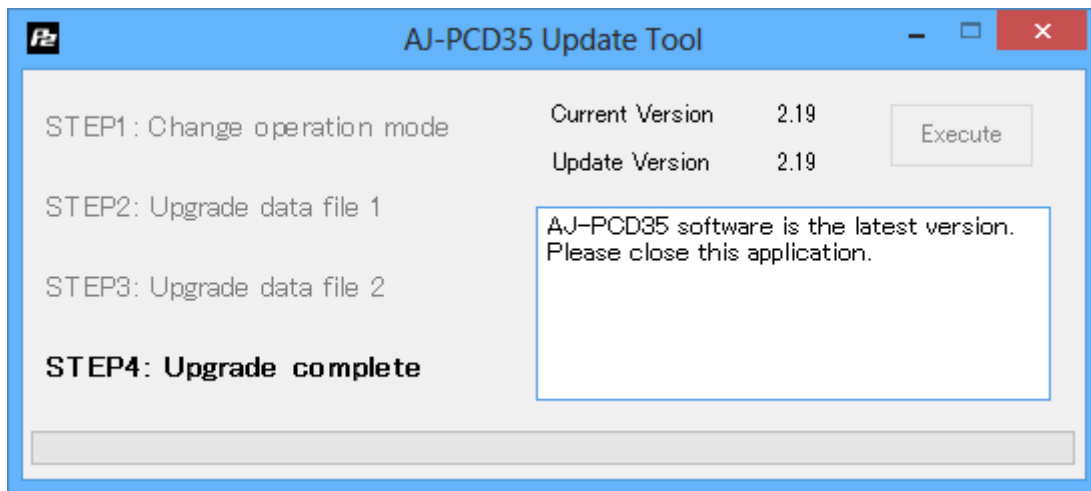 P2
AJ-PCD35 Update Tool
STEP1: Change operation mode
STEP2: Upgrade data file 1
STEP3: Upgrade data file 2
STEP4: Upgrade complete
Current Version 2.19
Update Version 2.19
Execute
AJ-PCD35 software is the latest version.
Please close this application.